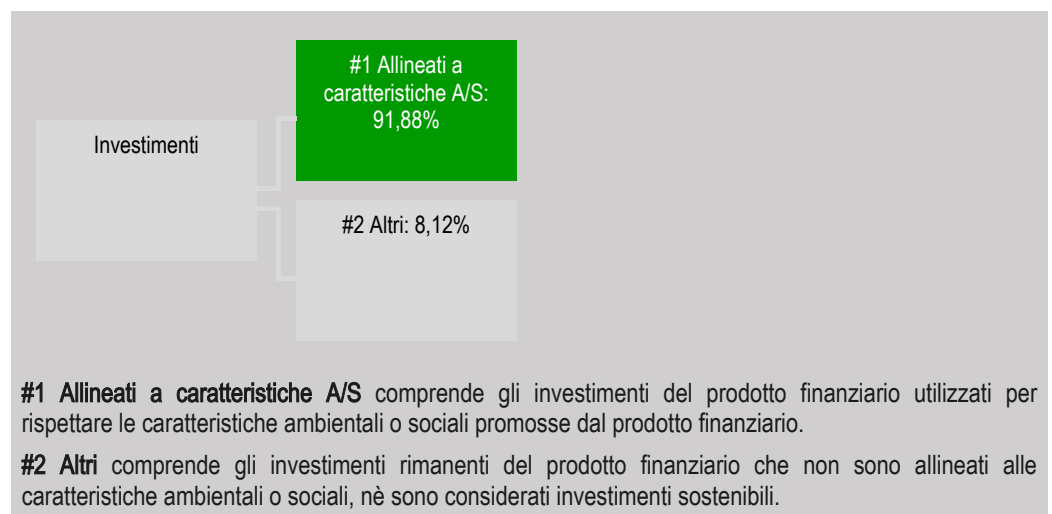 #1 Allineati a
caratteristiche A/S:
91,88%
Investimenti
#2 Altri: 8,12%
#1 Allineati a caratteristiche A/S comprende gli investimenti del prodotto finanziario utilizzati per
rispettare le caratteristiche ambientali o sociali promosse dal prodotto finanziario.
#2 Altri comprende gli investimenti rimanenti del prodotto finanziario che non sono allineati alle
caratteristiche ambientali o sociali, nè sono considerati investimenti sostenibili.